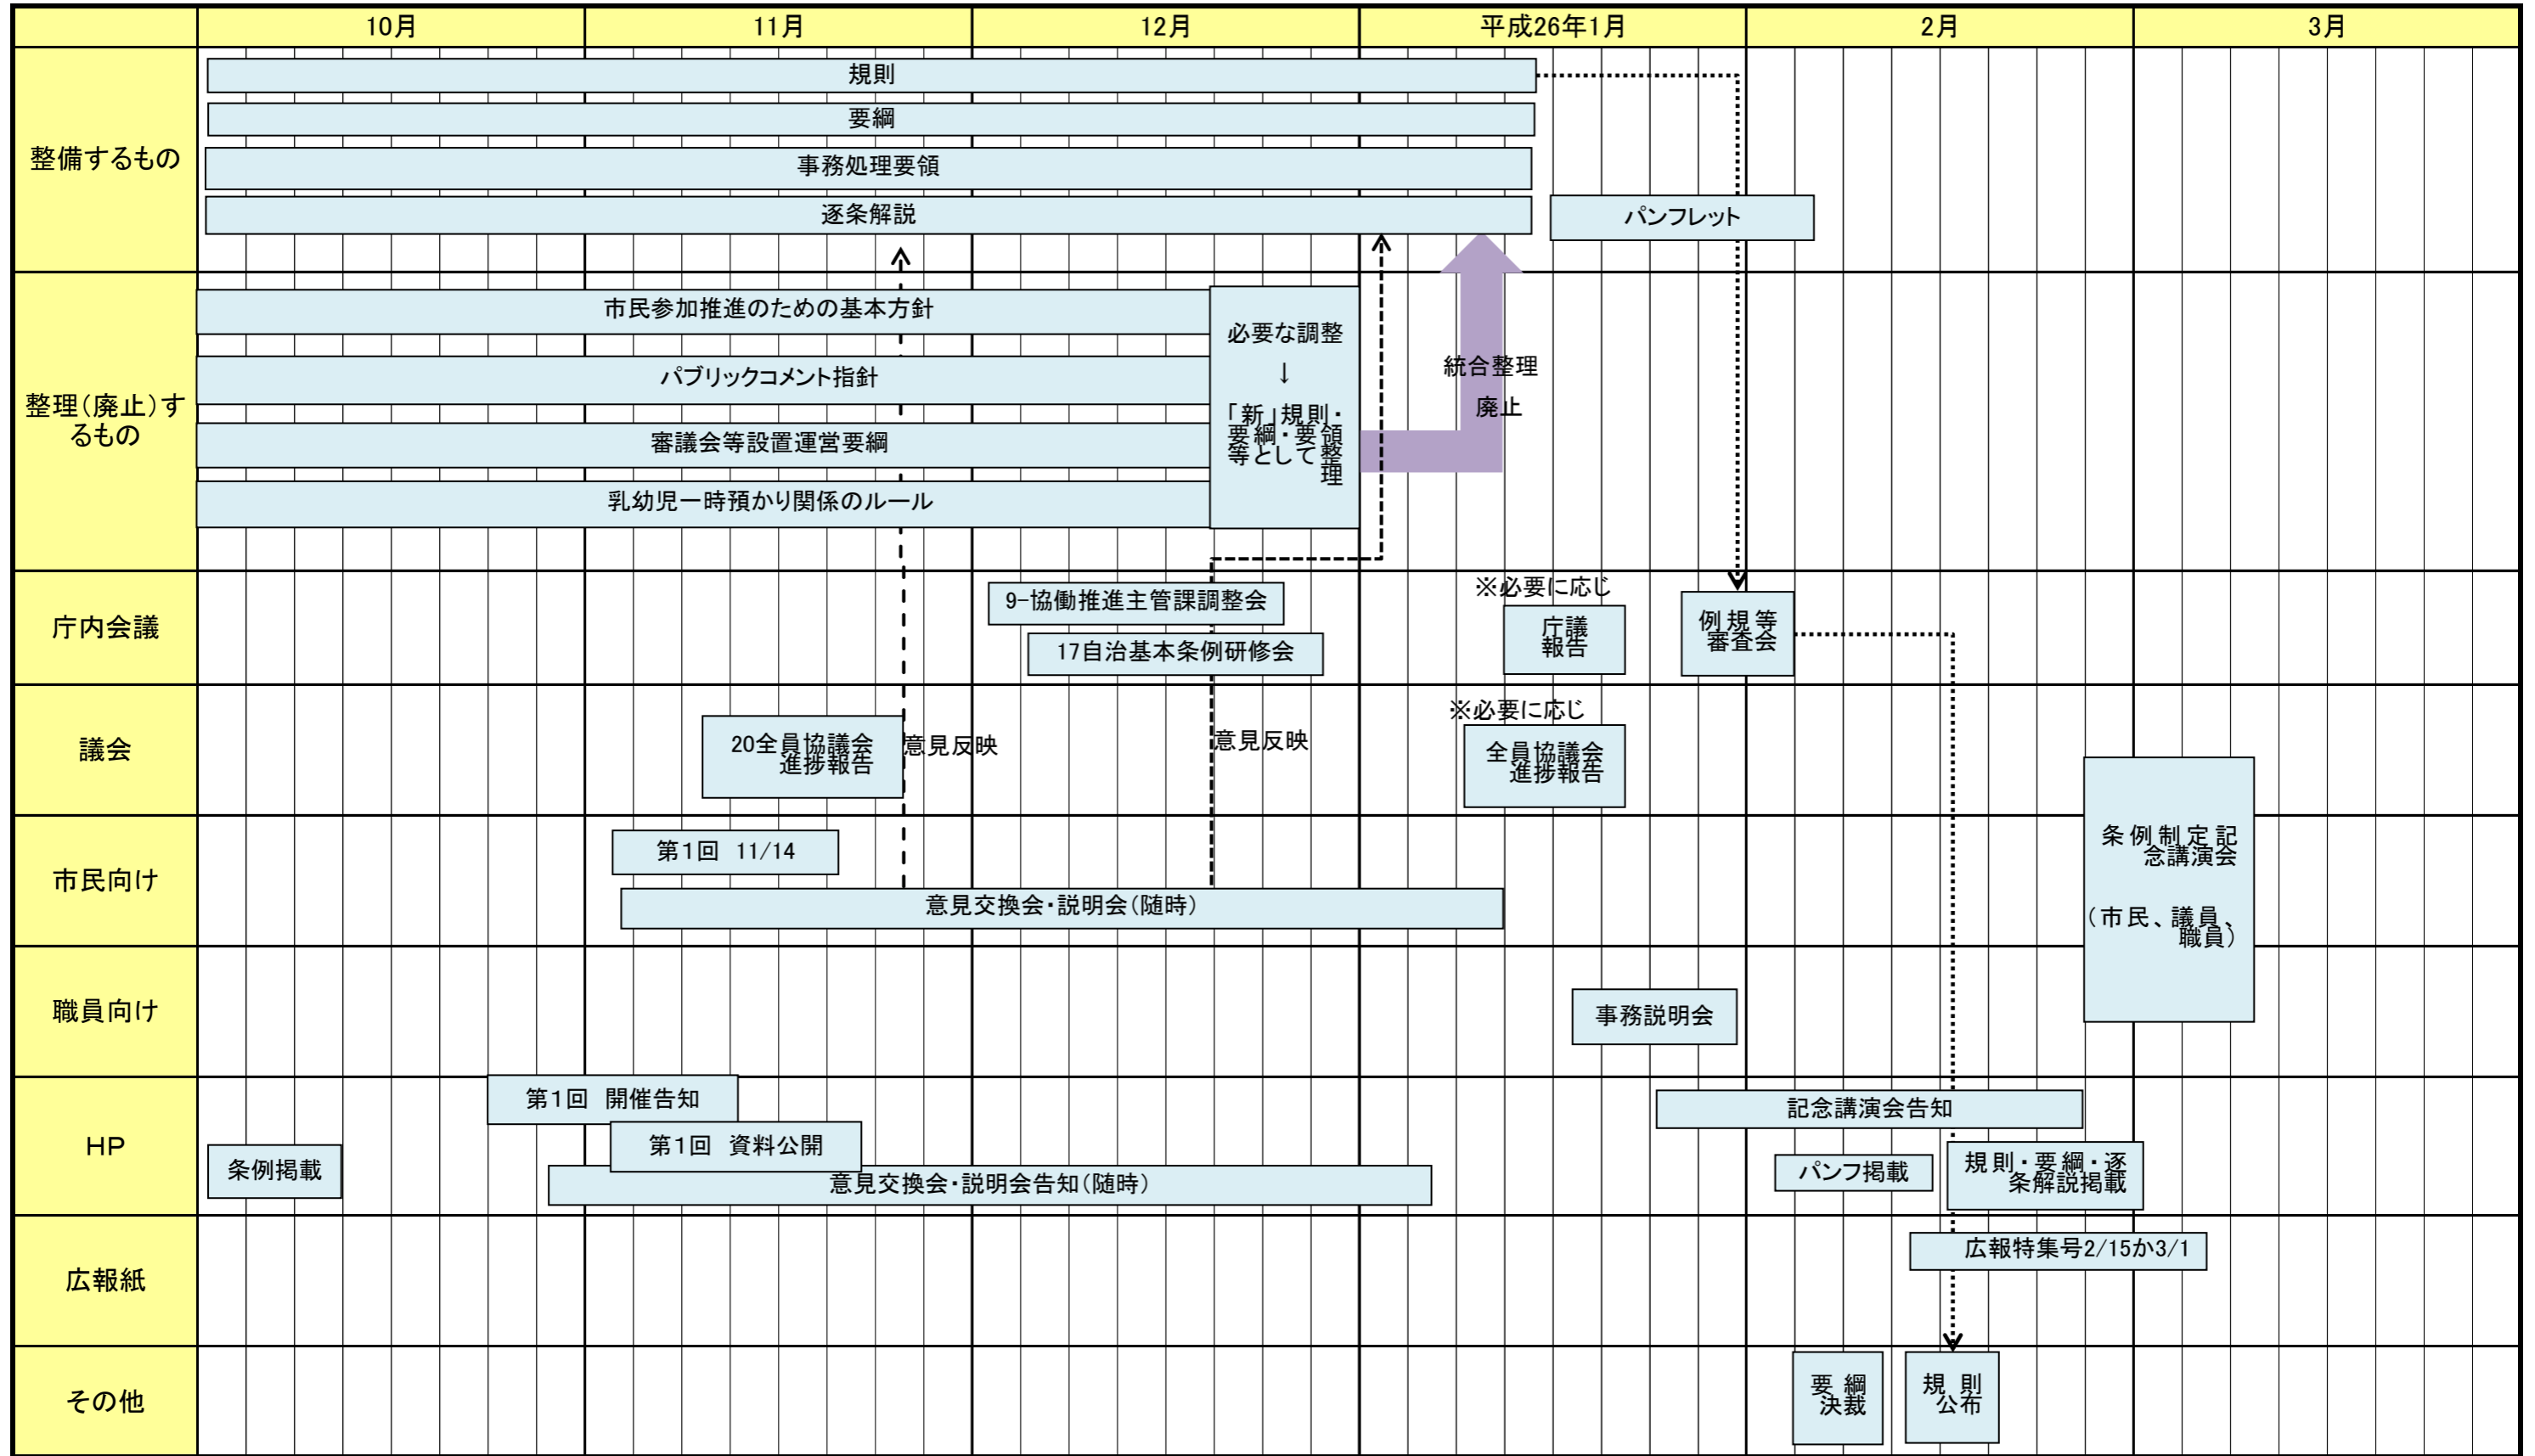 10月
11月
12月
平成26年1月
2月
3月
整備するもの
規則
要綱
事務処理要領
逐条解説
パンフレット
整理(廃止)す
るもの
市民参加推進のための基本方針
パブリックコメント指針
審議会等設置運営要綱
乳幼児一時預かり関係のルール
必要な調整
↓
「新」規則・
要綱・要領
等として整
理
統合整理
廃止
庁内会議
9-協働推進主管課調整会
17自治基本条例研修会
※必要に応じ
庁議
報告
例規等
審査会
議会
20全員協議会
進捗報告
意見反映
意見反映
※必要に応じ
全員協議会
進捗報告
市民向け
第1回 11/14
意見交換会・説明会(随時)
条例制定記
念講演会
(市民、議員、
職員)
職員向け
事務説明会
HP
条例掲載
第1回 開催告知
第1回 資料公開
意見交換会・説明会告知(随時)
記念講演会告知
パンフ掲載
規則・要綱・逐
条解説掲載
広報紙
広報特集号2/15か3/1
その他
要綱
決裁
規則
公布